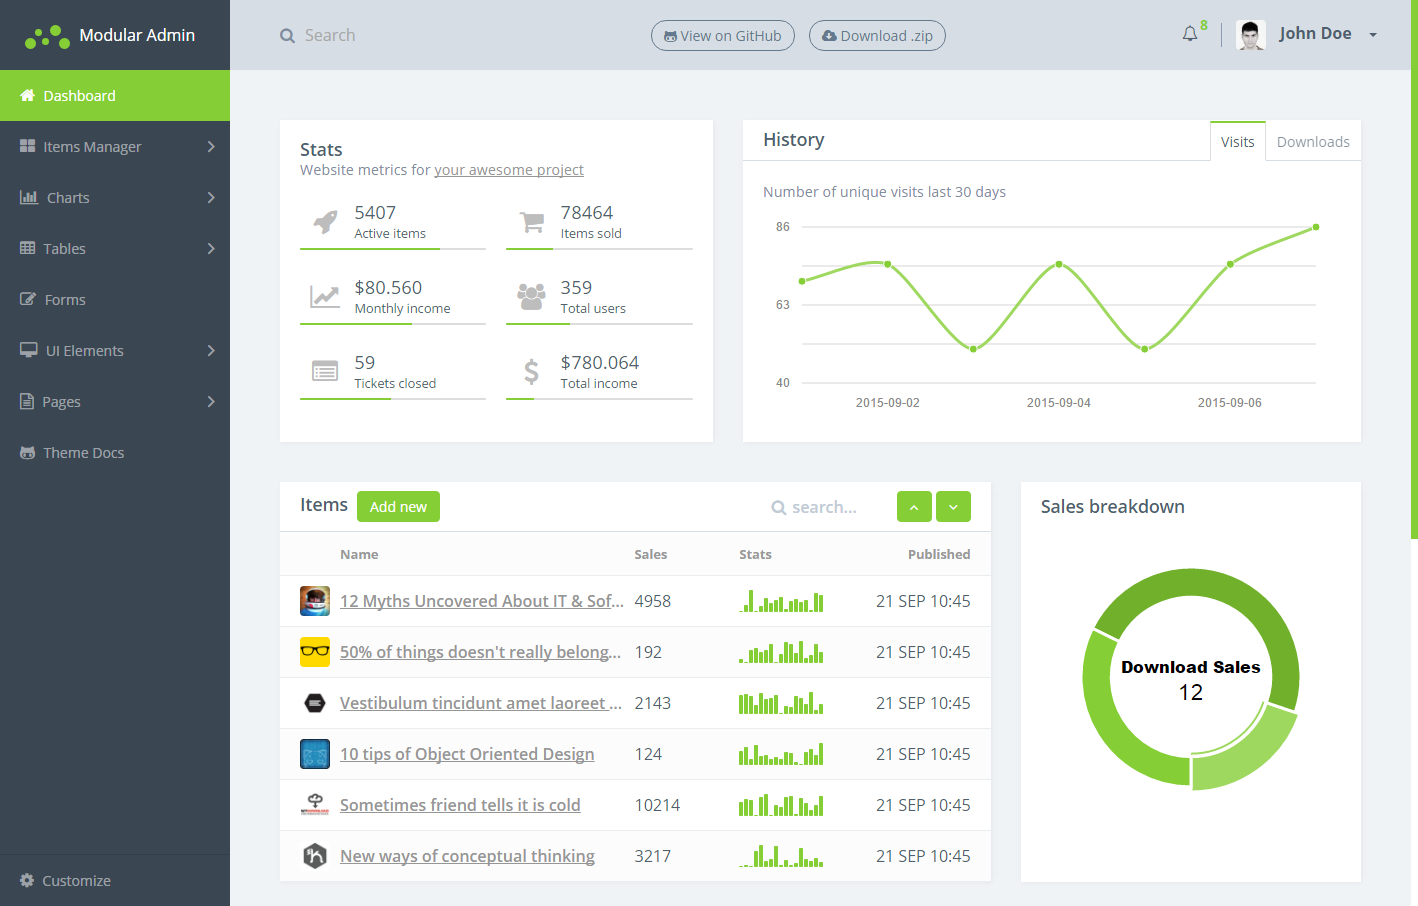 Modular Admin
Search
View on GitHub
Download .zip
8
John Doe
Dashboard
Items Manager
Charts
Tables
Forms
UI Elements
Pages
Theme Docs
Customize
Stats
Website metrics for your awesome project
5407
Active items
78464
Items sold
$80.560
Monthly income
359
Total users
59
Tickets closed
$780.064
Total income
History
Visits
Downloads
Number of unique visits last 30 days
86
63
40
2015-09-02
2015-09-04
2015-09-06
Items
Add new
search...
Name Sales Stats Published
12 Myths Uncovered About IT & Sof... 4958 21 SEP 10:45
50% of things doesn't really belong... 192 21 SEP 10:45
Vestibulum tincidunt amet laoreet ... 2143 21 SEP 10:45
10 tips of Object Oriented Design 124 21 SEP 10:45
Sometimes friend tells it is cold 10214 21 SEP 10:45
New ways of conceptual thinking 3217 21 SEP 10:45
Sales breakdown
Download Sales
12